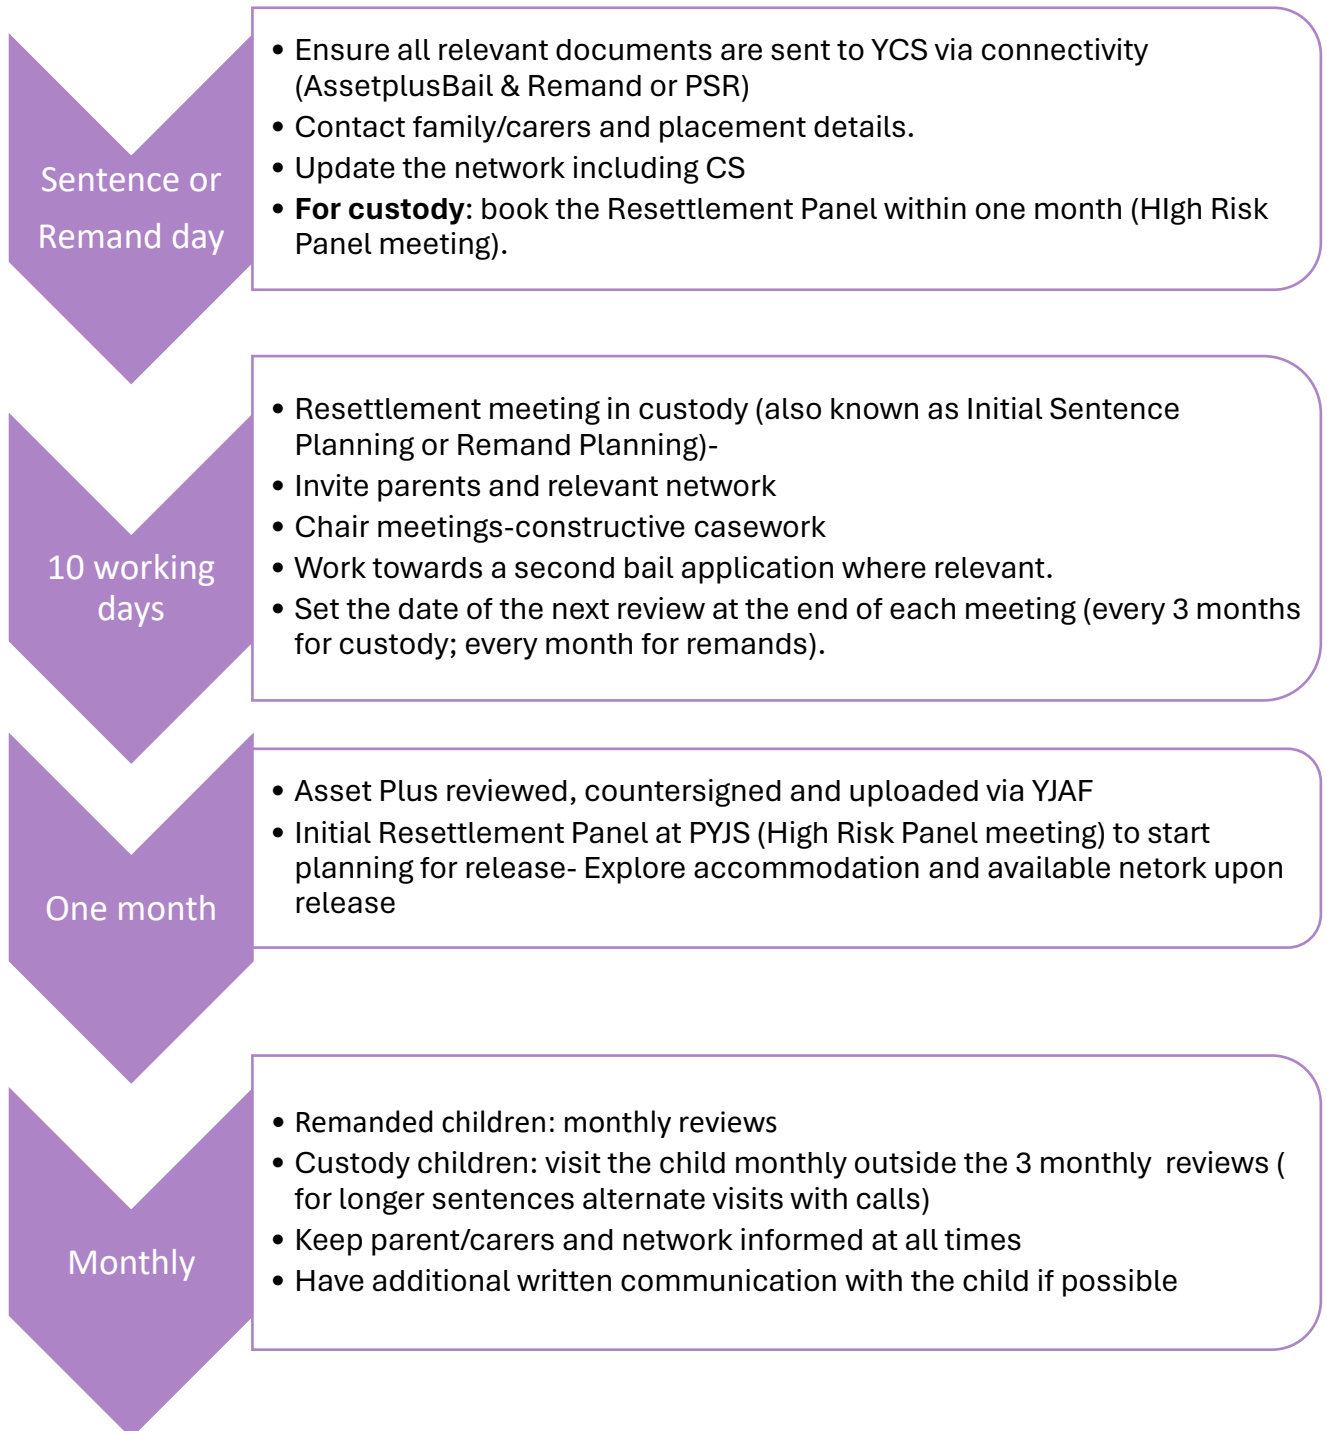 Sentence or
Remand day
• Ensure all relevant documents are sent to YCS via connectivity
(AssetplusBail & Remand or PSR)
• Contact family/carers and placement details.
• Update the network including CS
• For custody: book the Resettlement Panel within one month (HIgh Risk
Panel meeting).
10 working
days
• Resettlement meeting in custody (also known as Initial Sentence
Planning or Remand Planning)-
• Invite parents and relevant network
• Chair meetings-constructive casework
• Work towards a second bail application where relevant.
• Set the date of the next review at the end of each meeting (every 3 months
for custody; every month for remands).
One month
• Asset Plus reviewed, countersigned and uploaded via YJAF
• Initial Resettlement Panel at PYJS (High Risk Panel meeting) to start
planning for release- Explore accommodation and available netork upon
release
Monthly
• Remanded children: monthly reviews
• Custody children: visit the child monthly outside the 3 monthly  reviews (
for longer sentences alternate visits with calls)
• Keep parent/carers and network informed at all times
• Have additional written communication with the child if possible